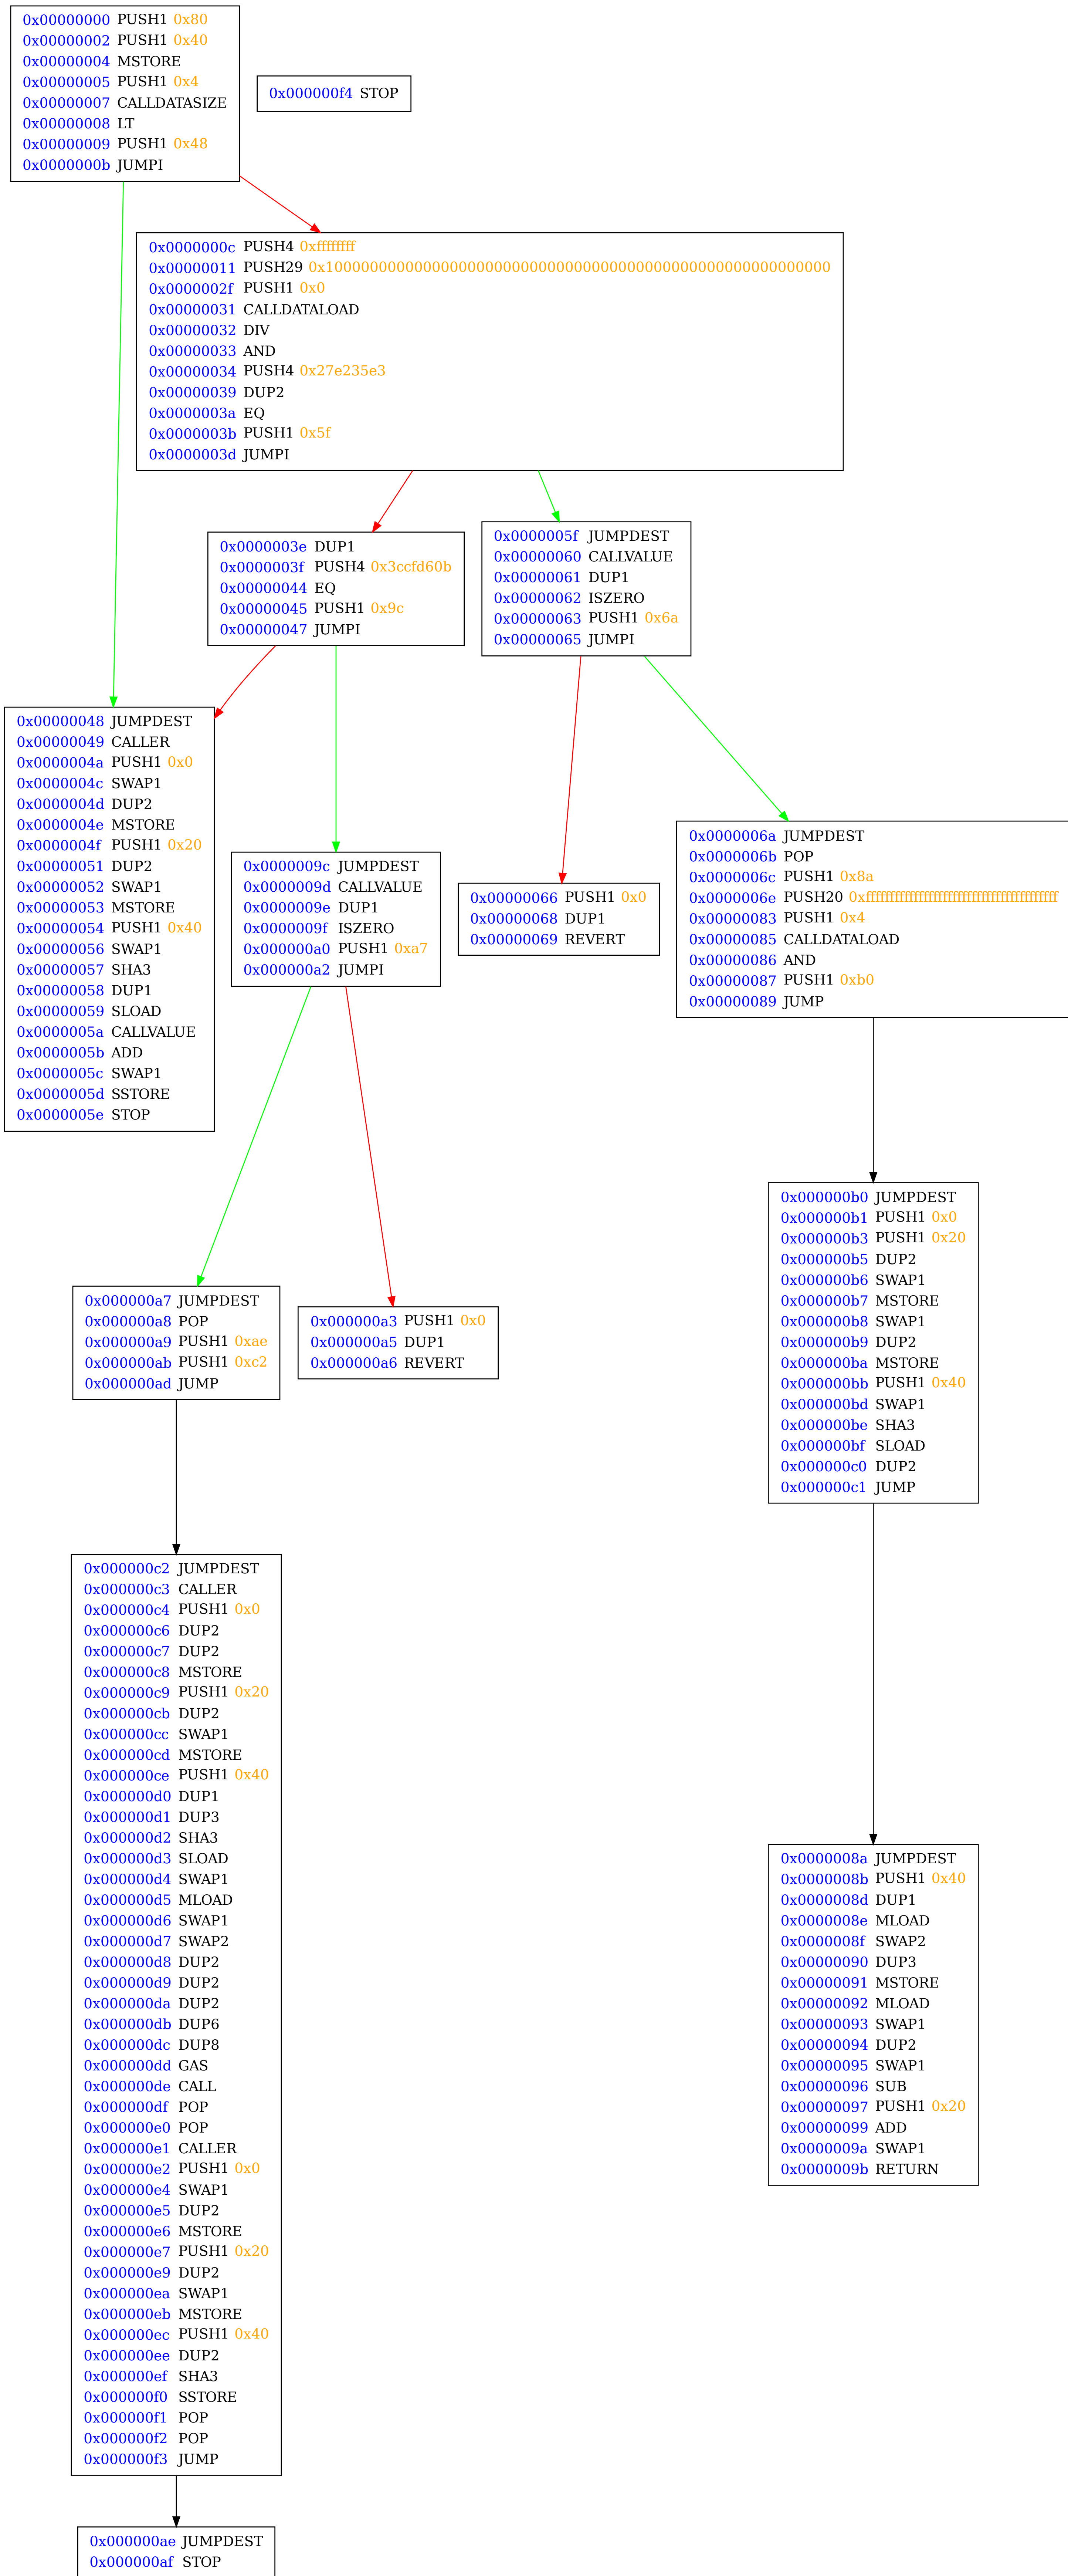 0x00000000 PUSH1 0x80
0x00000002 PUSH1 0x40
0x00000004 MSTORE
0x00000005 PUSH1 0x4
0x00000007 CALLDATASIZE
0x00000008 LT
0x00000009 PUSH1 0x48
0x0000000b JUMPI
0x000000f4 STOP
0x0000000c PUSH4 0xffffffff
0x00000011 PUSH29 0x100000000000000000000000000000000000000000000000000000000
0x0000002f PUSH1 0x0
0x00000031 CALLDATALOAD
0x00000032 DIV
0x00000033 AND
0x00000034 PUSH4 0x27e235e3
0x00000039 DUP2
0x0000003a EQ
0x0000003b PUSH1 0x5f
0x0000003d JUMPI
0x0000003e DUP1
0x0000003f PUSH4 0x3ccfd60b
0x00000044 EQ
0x00000045 PUSH1 0x9c
0x00000047 JUMPI
0x0000005f JUMPDEST
0x00000060 CALLVALUE
0x00000061 DUP1
0x00000062 ISZERO
0x00000063 PUSH1 0x6a
0x00000065 JUMPI
0x00000048 JUMPDEST
0x00000049 CALLER
0x0000004a PUSH1 0x0
0x0000004c SWAP1
0x0000004d DUP2
0x0000004e MSTORE
0x0000004f PUSH1 0x20
0x00000051 DUP2
0x00000052 SWAP1
0x00000053 MSTORE
0x00000054 PUSH1 0x40
0x00000056 SWAP1
0x00000057 SHA3
0x00000058 DUP1
0x00000059 SLOAD
0x0000005a CALLVALUE
0x0000005b ADD
0x0000005c SWAP1
0x0000005d SSTORE
0x0000005e STOP
0x0000009c JUMPDEST
0x0000009d CALLVALUE
0x0000009e DUP1
0x0000009f ISZERO
0x000000a0 PUSH1 0xa7
0x000000a2 JUMPI
0x00000066 PUSH1 0x0
0x00000068 DUP1
0x00000069 REVERT
0x0000006a JUMPDEST
0x0000006b POP
0x0000006c PUSH1 0x8a
0x0000006e PUSH20 0xffffffffffffffffffffffffffffffffffffffff
0x00000083 PUSH1 0x4
0x00000085 CALLDATALOAD
0x00000086 AND
0x00000087 PUSH1 0xb0
0x00000089 JUMP
0x000000a7 JUMPDEST
0x000000a8 POP
0x000000a9 PUSH1 0xae
0x000000ab PUSH1 0xc2
0x000000ad JUMP
0x000000a3 PUSH1 0x0
0x000000a5 DUP1
0x000000a6 REVERT
0x000000b0 JUMPDEST
0x000000b1 PUSH1 0x0
0x000000b3 PUSH1 0x20
0x000000b5 DUP2
0x000000b6 SWAP1
0x000000b7 MSTORE
0x000000b8 SWAP1
0x000000b9 DUP2
0x000000ba MSTORE
0x000000bb PUSH1 0x40
0x000000bd SWAP1
0x000000be SHA3
0x000000bf SLOAD
0x000000c0 DUP2
0x000000c1 JUMP
0x000000c2 JUMPDEST
0x000000c3 CALLER
0x000000c4 PUSH1 0x0
0x000000c6 DUP2
0x000000c7 DUP2
0x000000c8 MSTORE
0x000000c9 PUSH1 0x20
0x000000cb DUP2
0x000000cc SWAP1
0x000000cd MSTORE
0x000000ce PUSH1 0x40
0x000000d0 DUP1
0x000000d1 DUP3
0x000000d2 SHA3
0x000000d3 SLOAD
0x000000d4 SWAP1
0x000000d5 MLOAD
0x000000d6 SWAP1
0x000000d7 SWAP2
0x000000d8 DUP2
0x000000d9 DUP2
0x000000da DUP2
0x000000db DUP6
0x000000dc DUP8
0x000000dd GAS
0x000000de CALL
0x000000df POP
0x000000e0 POP
0x000000e1 CALLER
0x000000e2 PUSH1 0x0
0x000000e4 SWAP1
0x000000e5 DUP2
0x000000e6 MSTORE
0x000000e7 PUSH1 0x20
0x000000e9 DUP2
0x000000ea SWAP1
0x000000eb MSTORE
0x000000ec PUSH1 0x40
0x000000ee DUP2
0x000000ef SHA3
0x000000f0 SSTORE
0x000000f1 POP
0x000000f2 POP
0x000000f3 JUMP
0x0000008a JUMPDEST
0x0000008b PUSH1 0x40
0x0000008d DUP1
0x0000008e MLOAD
0x0000008f SWAP2
0x00000090 DUP3
0x00000091 MSTORE
0x00000092 MLOAD
0x00000093 SWAP1
0x00000094 DUP2
0x00000095 SWAP1
0x00000096 SUB
0x00000097 PUSH1 0x20
0x00000099 ADD
0x0000009a SWAP1
0x0000009b RETURN
0x000000ae JUMPDEST
0x000000af STOP